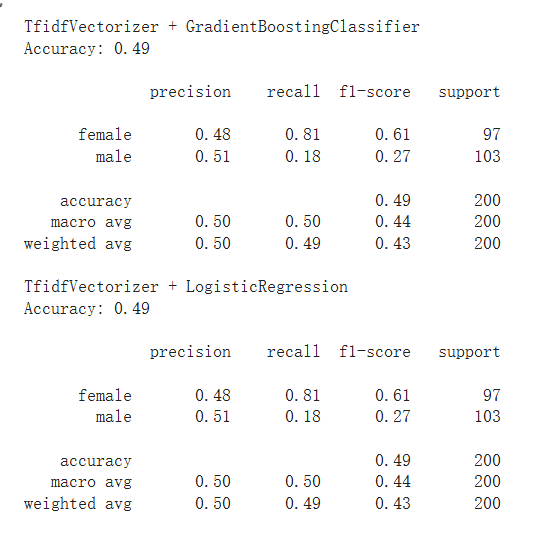 TfidfVectorizer + GradientBoostingClassifier
Accuracy: 0.49
precision recall f1-score support
female 0.48 0.81 0.61 97
male 0.51 0.18 0.27 103
accuracy 0.49 200
macro avg 0.50 0.50 0.44 200
weighted avg 0.50 0.49 0.43 200
TfidfVectorizer + LogisticRegression
Accuracy: 0.49
precision recall f1-score support
female 0.48 0.81 0.61 97
male 0.51 0.18 0.27 103
accuracy 0.49 200
macro avg 0.50 0.50 0.44 200
weighted avg 0.50 0.49 0.43 200